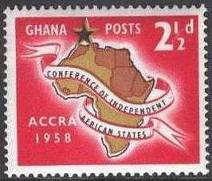 GHANA POSTS 2½d
CONFERENCE OF INDEPENDENT
AFRICAN STATES
ACCRA
1958